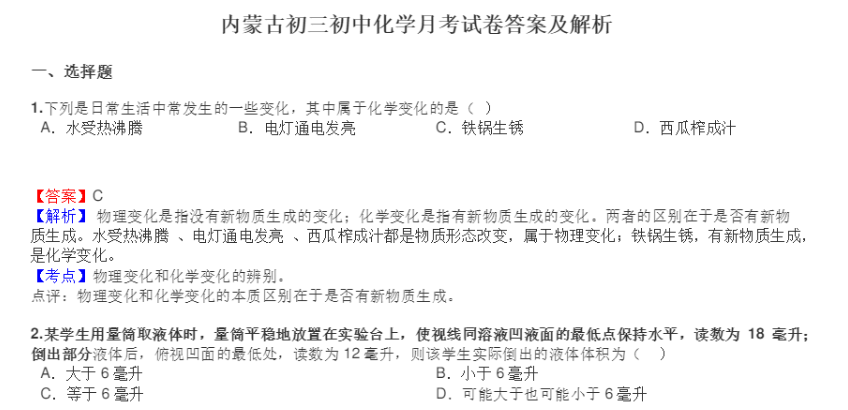 内蒙古初三初中化学月考试卷答案及解析
一、选择题
1.下列是日常生活中常发生的一些变化，其中属于化学变化的是（ ）
A．水受热沸腾 B．电灯通电发亮 C．铁锅生锈 D．西瓜榨成汁
【答案】C
【解析】 物理变化是指没有新物质生成的变化；化学变化是指有新物质生成的变化。两者的区别在于是否有新物
质生成。水受热沸腾 、电灯通电发亮 、西瓜榨成汁都是物质形态改变，属于物理变化；铁锅生锈，有新物质生成，
是化学变化。
【考点】物理变化和化学变化的辨别。
点评：物理变化和化学变化的本质区别在于是否有新物质生成。
2.某学生用量筒取液体时，量筒平稳地放置在实验台上，使视线同溶液凹液面的最低点保持水平，读数为 18 毫升；
倒出部分液体后，俯视凹面的最低处，读数为 12 毫升，则该学生实际倒出的液体体积为（ ）
A．大于 6 毫升 B．小于 6 毫升
C．等于 6 毫升 D．可能大于也可能小于 6 毫升